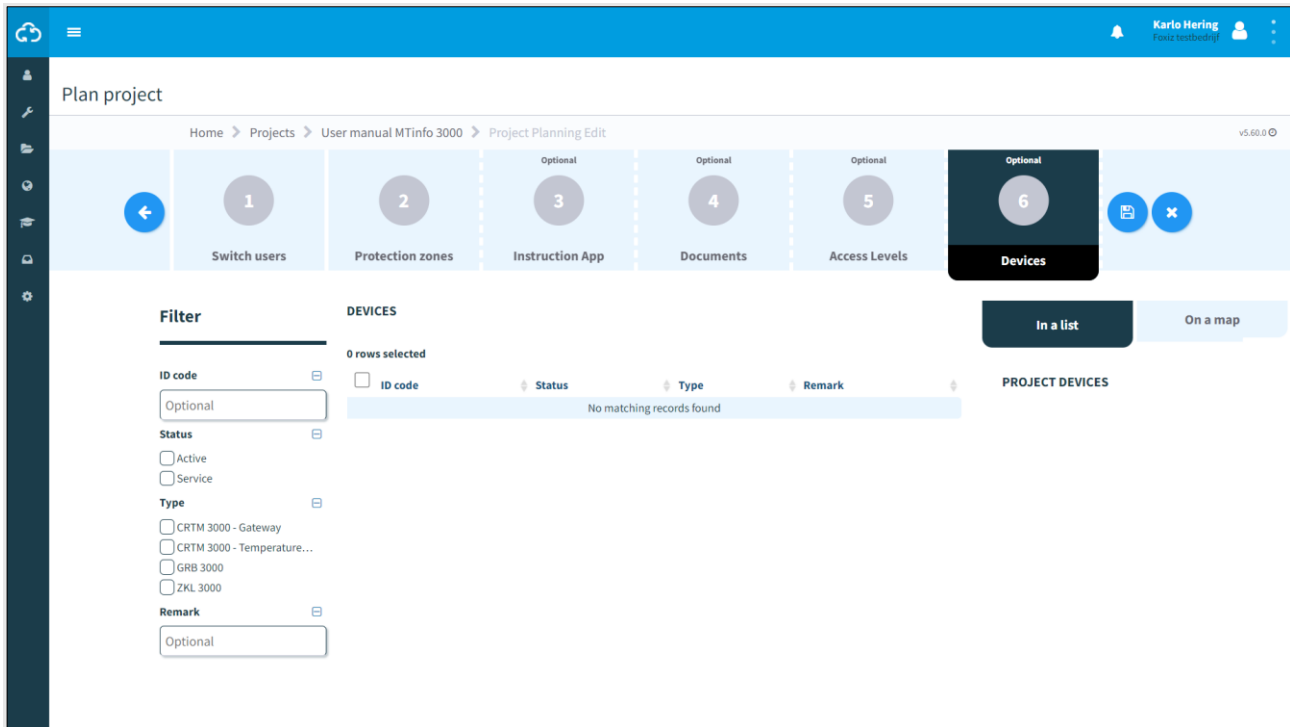 Karlo Hering
Foxiz testbedrijf
Plan project
Home Projects User manual MTinfo 3000 Project Planning Edit
v5.60.0
1
Switch users
2
Protection zones
Optional
3
Instruction App
Optional
4
Documents
Optional
5
Access Levels
Optional
6
Devices
Filter
ID code
Optional
Status
Active
Service
Type
CRTM 3000 - Gateway
CRTM 3000 - Temperature...
GRB 3000
ZKL 3000
Remark
Optional
DEVICES
0 rows selected
ID code Status Type Remark
No matching records found
In a list
On a map
PROJECT DEVICES